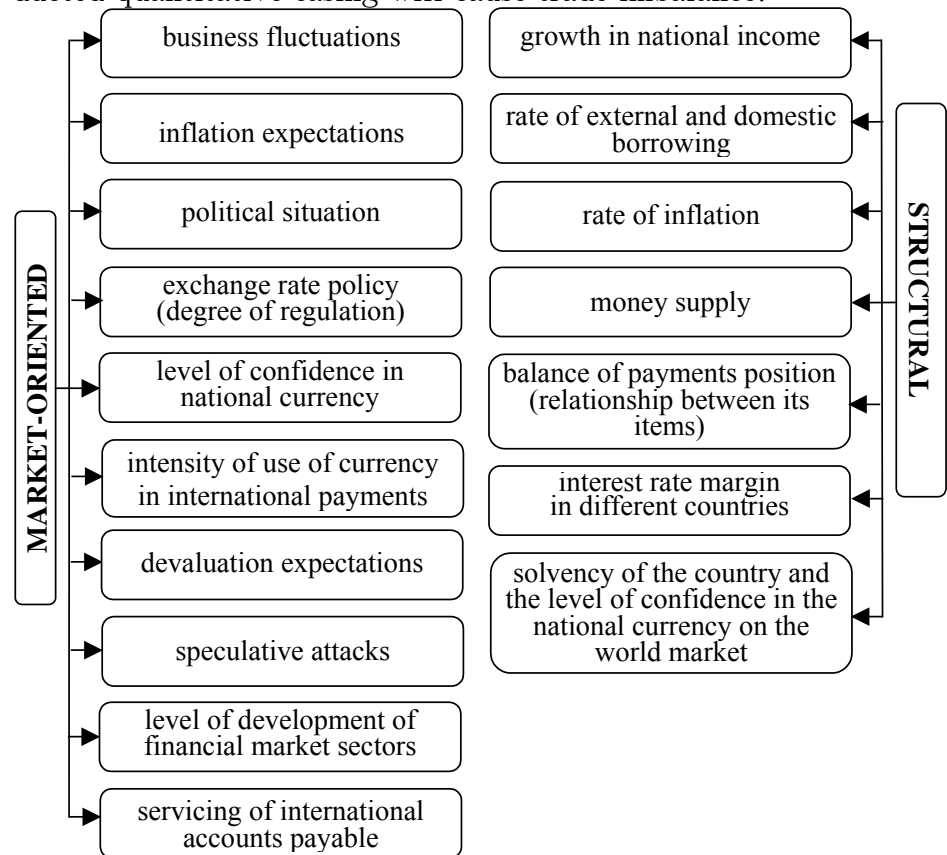 MARKET-ORIENTED
business fluctuations
inflation expectations
political situation
exchange rate policy
(degree of regulation)
level of confidence in
national currency
intensity of use of currency
in international payments
devaluation expectations
speculative attacks
level of development of
financial market sectors
servicing of international
accounts payable
growth in national income
rate of external and domestic
borrowing
rate of inflation
money supply
balance of payments position
(relationship between its
items)
interest rate margin
in different countries
solvency of the country and
the level of confidence in the
national currency on the
world market
STRUCTURAL